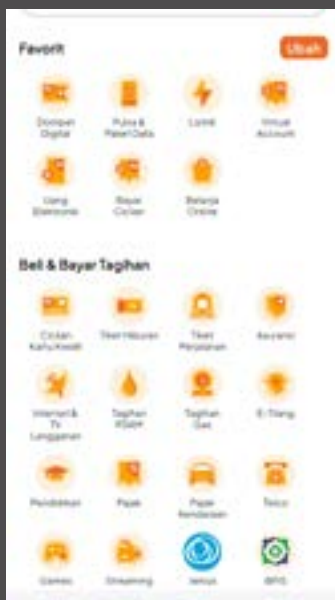 Favorit
Ubah
Dompet Digital
Pulsa & Paket Data
Listrik
Virtual Account
Uang Elektronik
Bayar Cicilan
Belanja Online
Beli & Bayar Tagihan
Cicilan Kartu Kredit
Tiket Hiburan
Tiket Perjalanan
Asuransi
Internet & TV Langganan
Tagihan PDAM
Tagihan Gas
E-Tilang
Pendidikan
Pajak
Pajak Kendaraan
Telco
Games
Streaming
BPJS